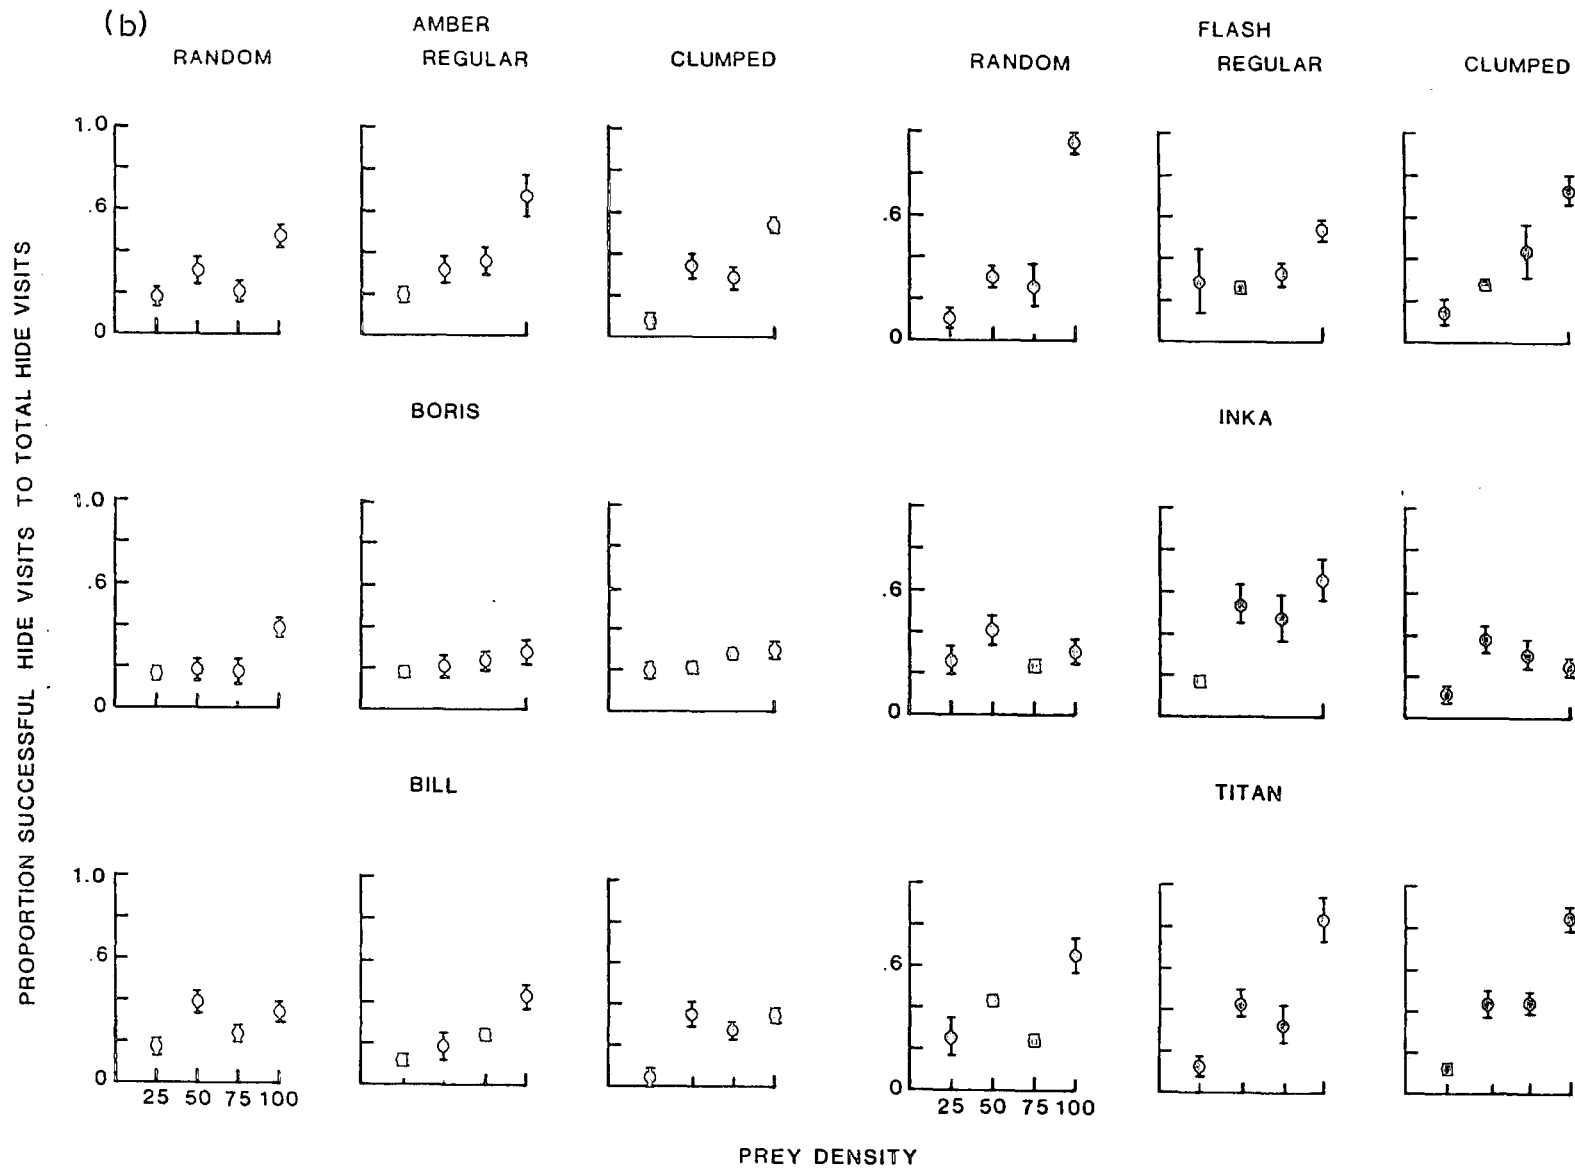 (b)
AMBER
FLASH
RANDOM REGULAR CLUMPED RANDOM REGULAR CLUMPED
1.0
.6
0
.6
0
BORIS
INKA
1.0
.6
0
.6
0
BILL
TITAN
1.0
.6
0
25 50 75 100
.6
0
25 50 75 100
PROPORTION SUCCESSFUL HIDE VISITS TO TOTAL HIDE VISITS
PREY DENSITY